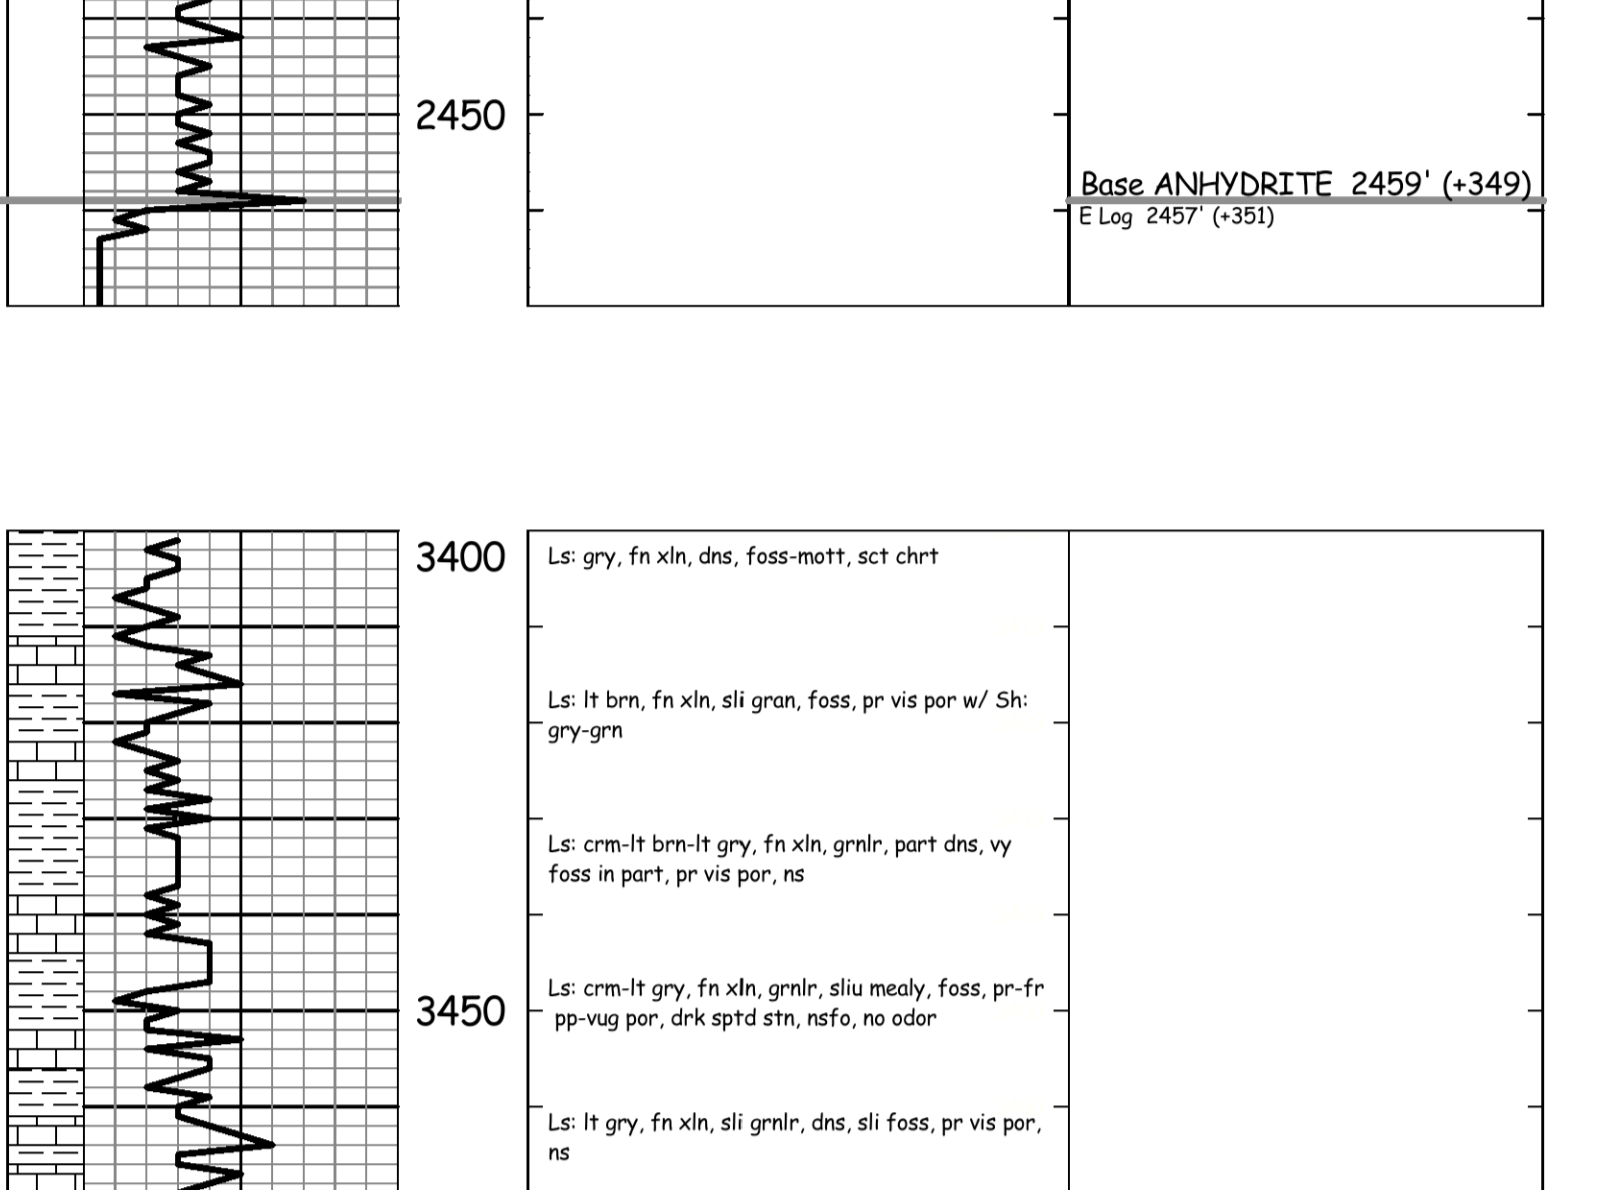 2450
Base ANHYDRITE 2459' (+349)
E Log 2457' (+351)
3400
Ls: gry, fn xln, dns, foss-mott, sct chrt
Ls: lt brn, fn xln, sli gran, foss, pr vis por w/ Sh:
gry-grn
Ls: crm-lt brn-lt gry, fn xln, grnlr, part dns, vy
foss in part, pr vis por, ns
3450
Ls: crm-lt gry, fn xln, grnlr, sliu mealy, foss, pr-fr
pp-vug por, drk sptd stn, nsfo, no odor
Ls: lt gry, fn xln, sli grnlr, dns, sli foss, pr vis por,
ns